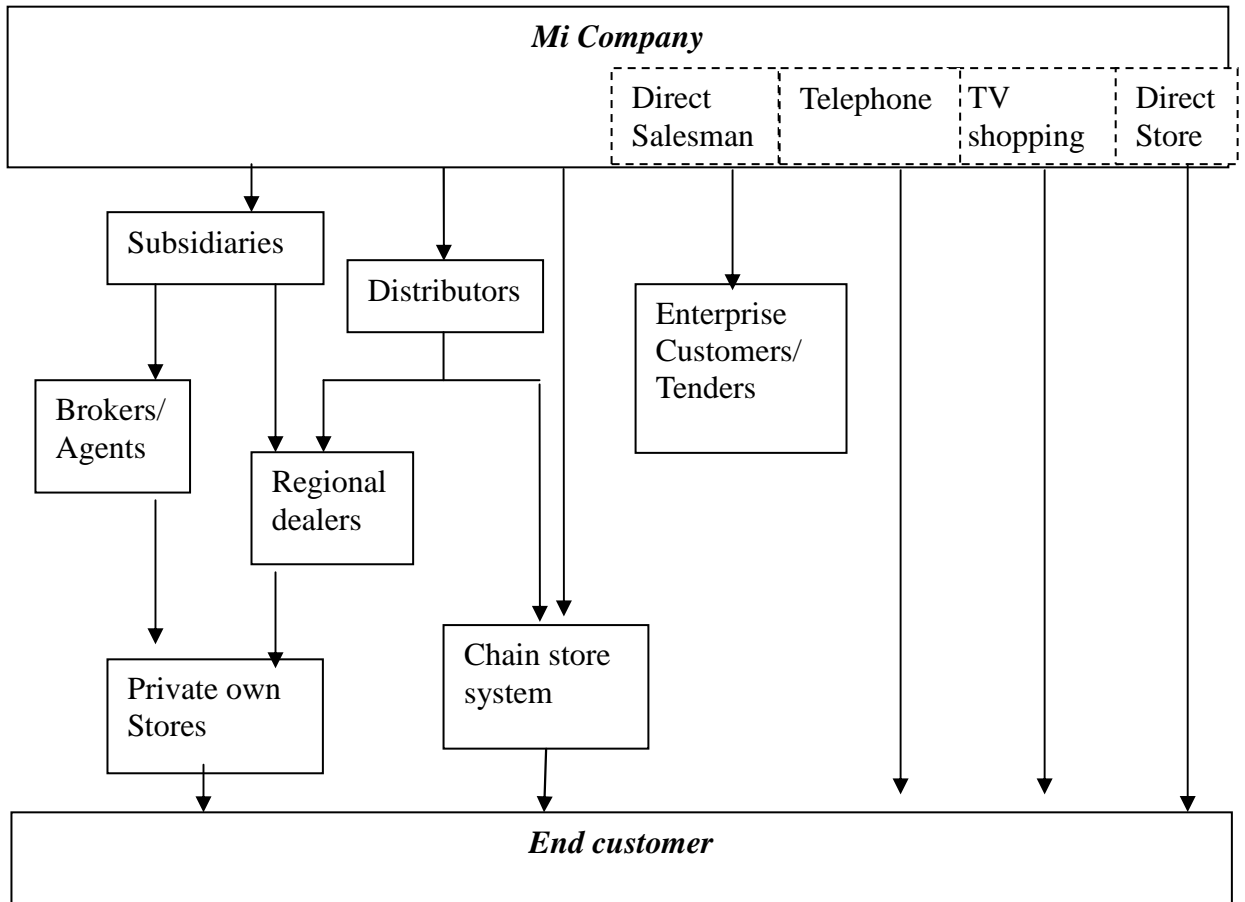 Mi Company
Direct
Salesman
Telephone
TV
shopping
Direct
Store
Subsidiaries
Distributors
Enterprise
Customers/
Tenders
Brokers/
Agents
Regional
dealers
Chain store
system
Private own
Stores
End customer